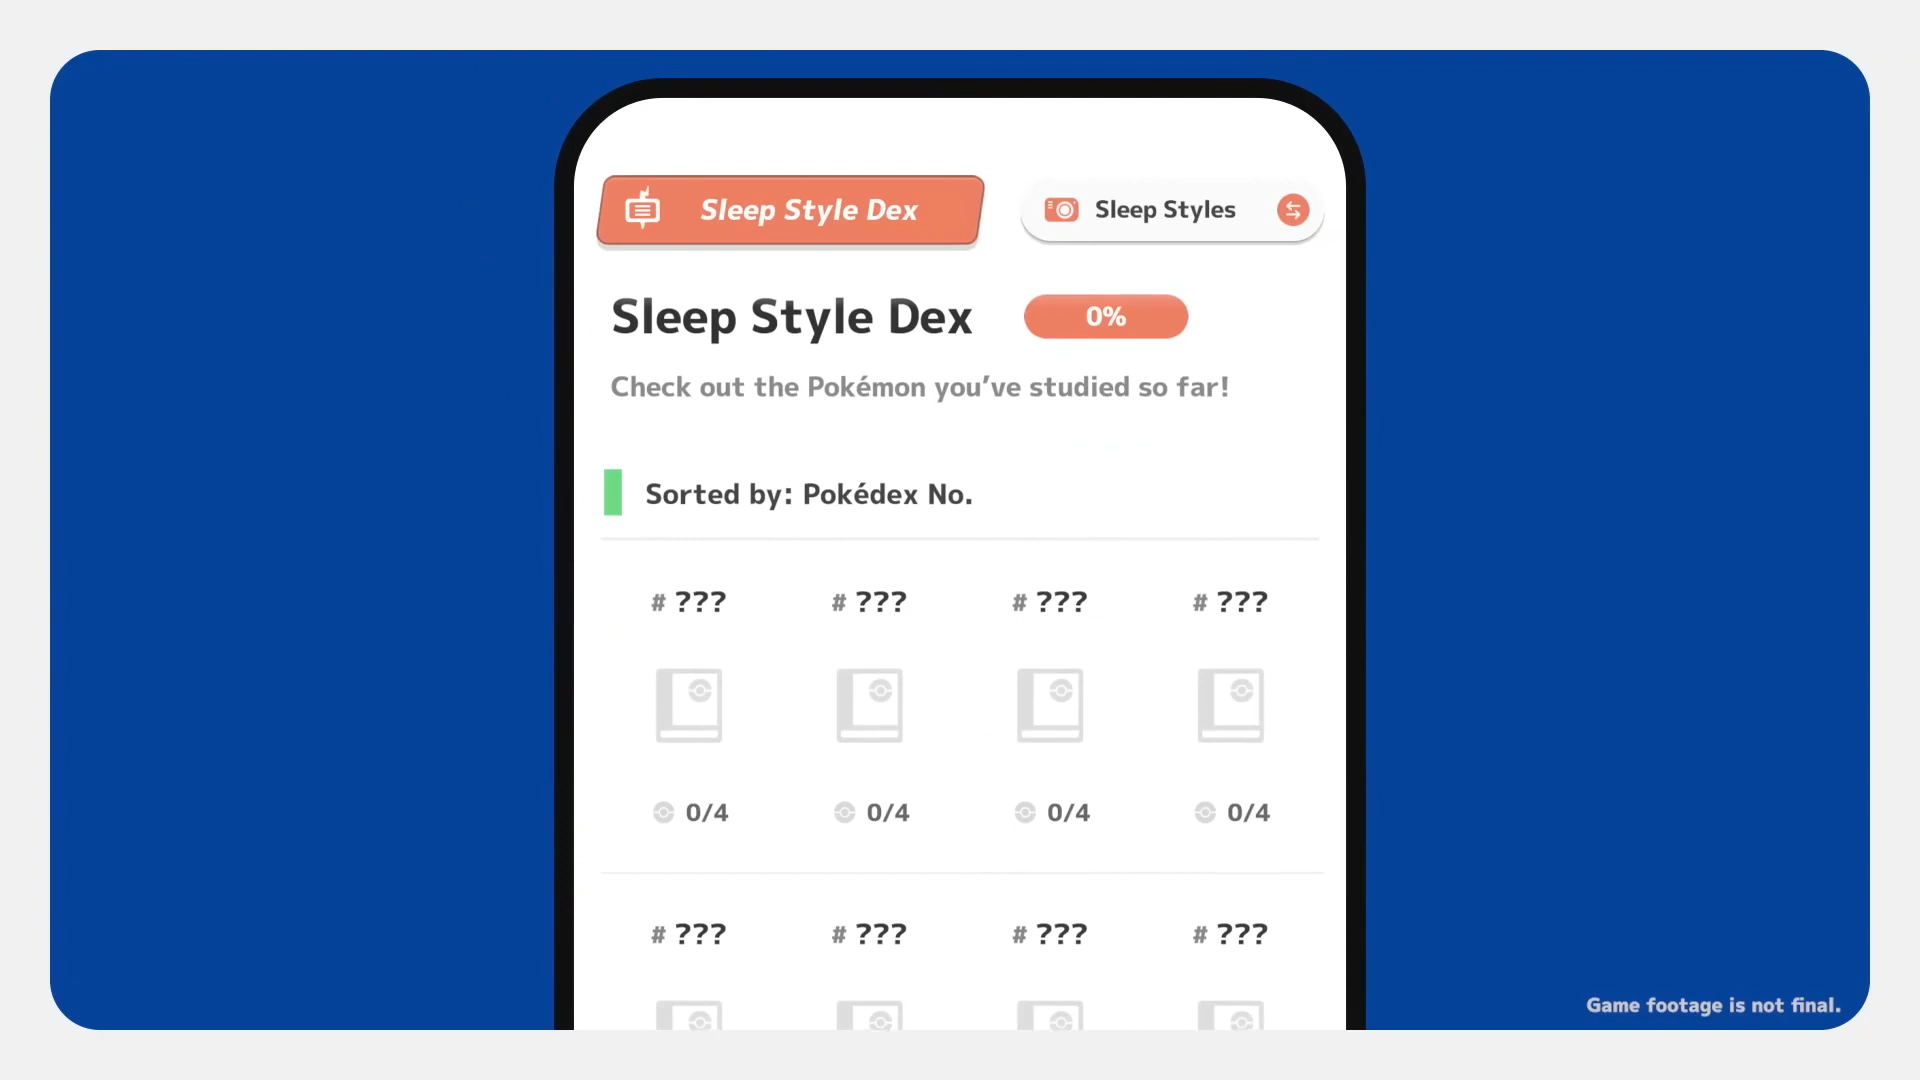 Sleep Style Dex
Sleep Styles
Sleep Style Dex
0%
Check out the Pokémon you’ve studied so far!
Sorted by: Pokédex No.
# ??? # ??? # ??? # ???
0/4 0/4 0/4 0/4
# ??? # ??? # ??? # ???
Game footage is not final.